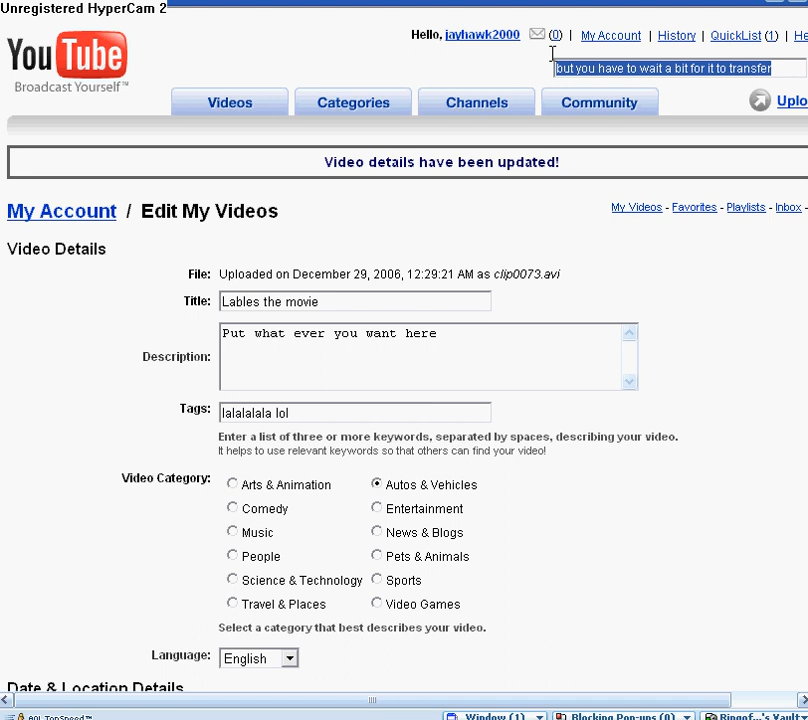 Unregistered HyperCam 2
Hello, jayhawk2000 (0) | My Account | History | QuickList (1) | He
YouTube
but you have to wait a bit for it to transfer
Broadcast Yourself™
Videos Categories Channels Community Uplo
Video details have been updated!
My Account / Edit My Videos My Videos - Favorites - Playlists - Inbox -
Video Details
File: Uploaded on December 29, 2006, 12:29:21 AM as clip0073.avi
Title: Lables the movie
Put what ever you want here
Description:
Tags: lalalalala lol
Enter a list of three or more keywords, separated by spaces, describing your video.
It helps to use relevant keywords so that others can find your video!
Video Category: Arts & Animation Autos & Vehicles
Comedy Entertainment
Music News & Blogs
People Pets & Animals
Science & Technology Sports
Travel & Places Video Games
Select a category that best describes your video.
Language: English
Date & Location Details
AOL TopSpeed™ Window (1) Blocking Pop-ups (0) Ringof...'s Vault